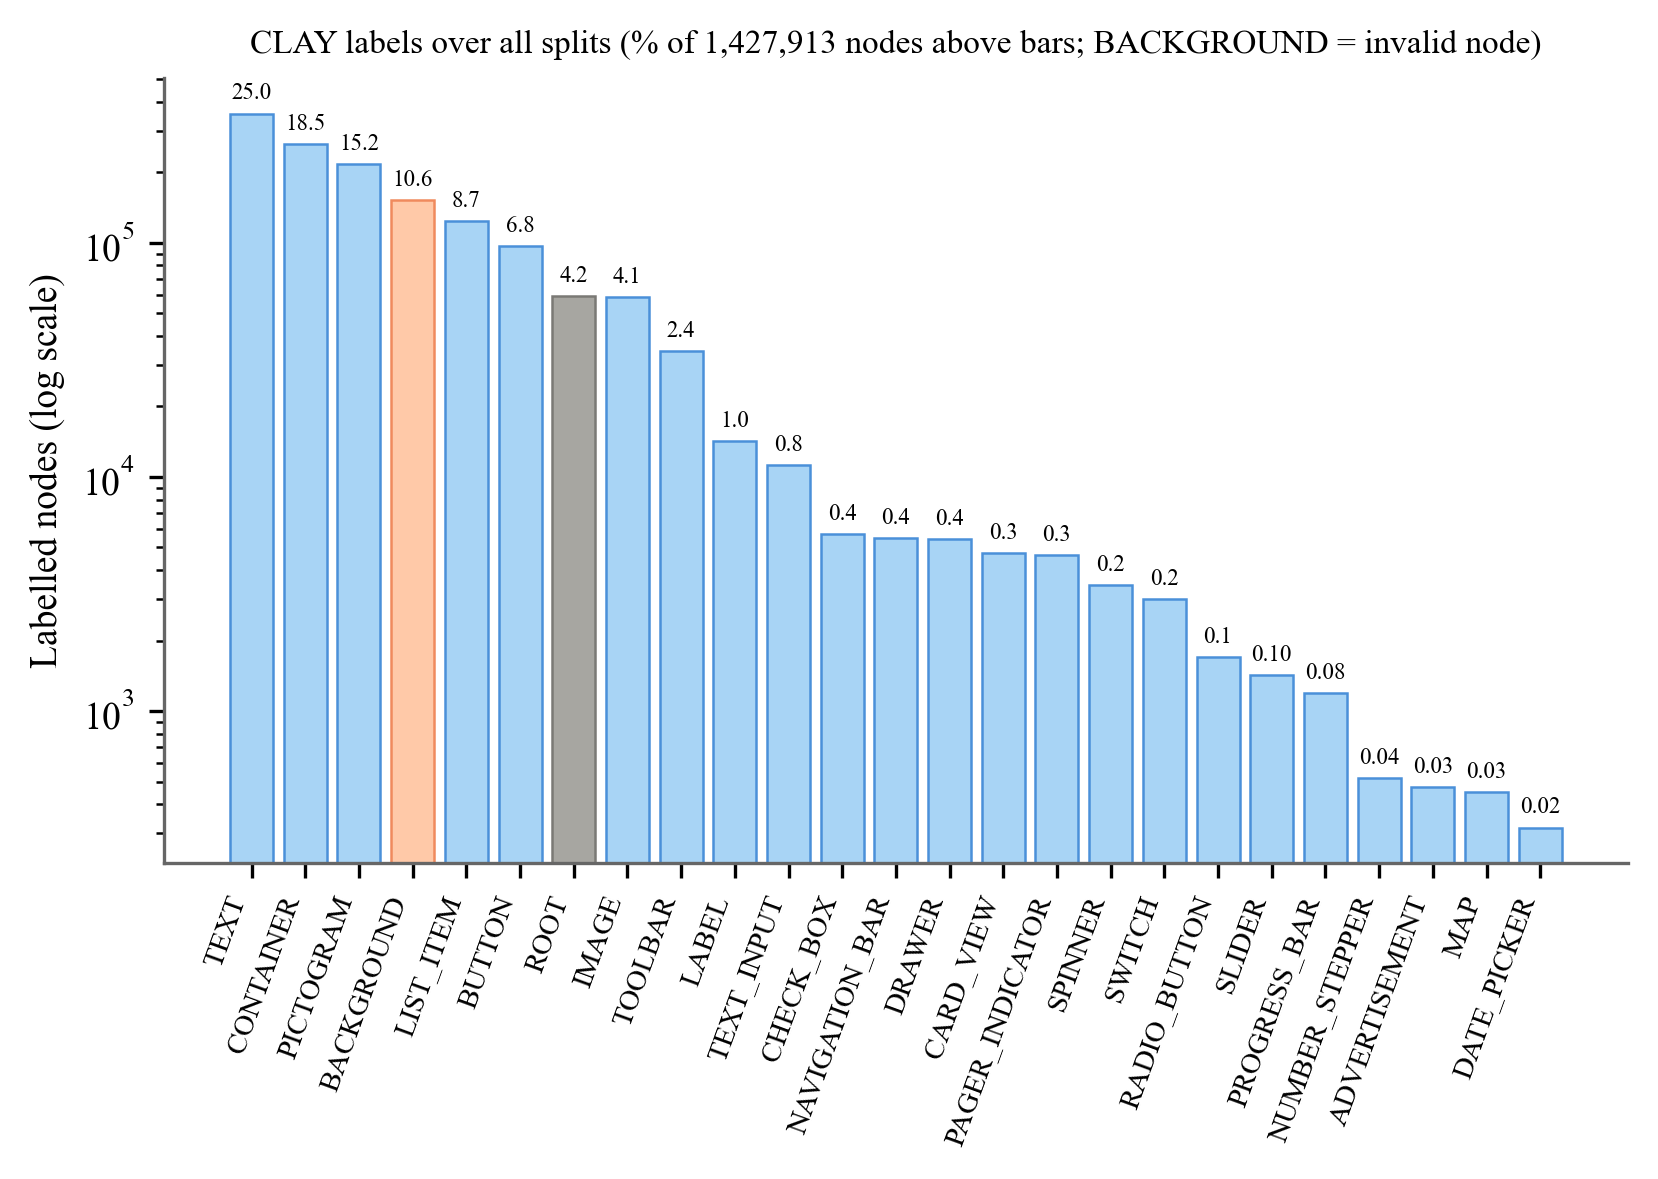 CLAY labels over all splits (% of 1,427,913 nodes above bars; BACKGROUND = invalid node)
Labelled nodes (log scale)
10^5
10^4
10^3
25.0
18.5
15.2
10.6
8.7
6.8
4.2
4.1
2.4
1.0
0.8
0.4
0.4
0.4
0.3
0.3
0.2
0.2
0.1
0.10
0.08
0.04
0.03
0.03
0.02
TEXT
CONTAINER
PICTOGRAM
BACKGROUND
LIST_ITEM
BUTTON
ROOT
IMAGE
TOOLBAR
LABEL
TEXT_INPUT
CHECK_BOX
NAVIGATION_BAR
DRAWER
CARD_VIEW
PAGER_INDICATOR
SPINNER
SWITCH
RADIO_BUTTON
SLIDER
PROGRESS_BAR
NUMBER_STEPPER
ADVERTISEMENT
MAP
DATE_PICKER